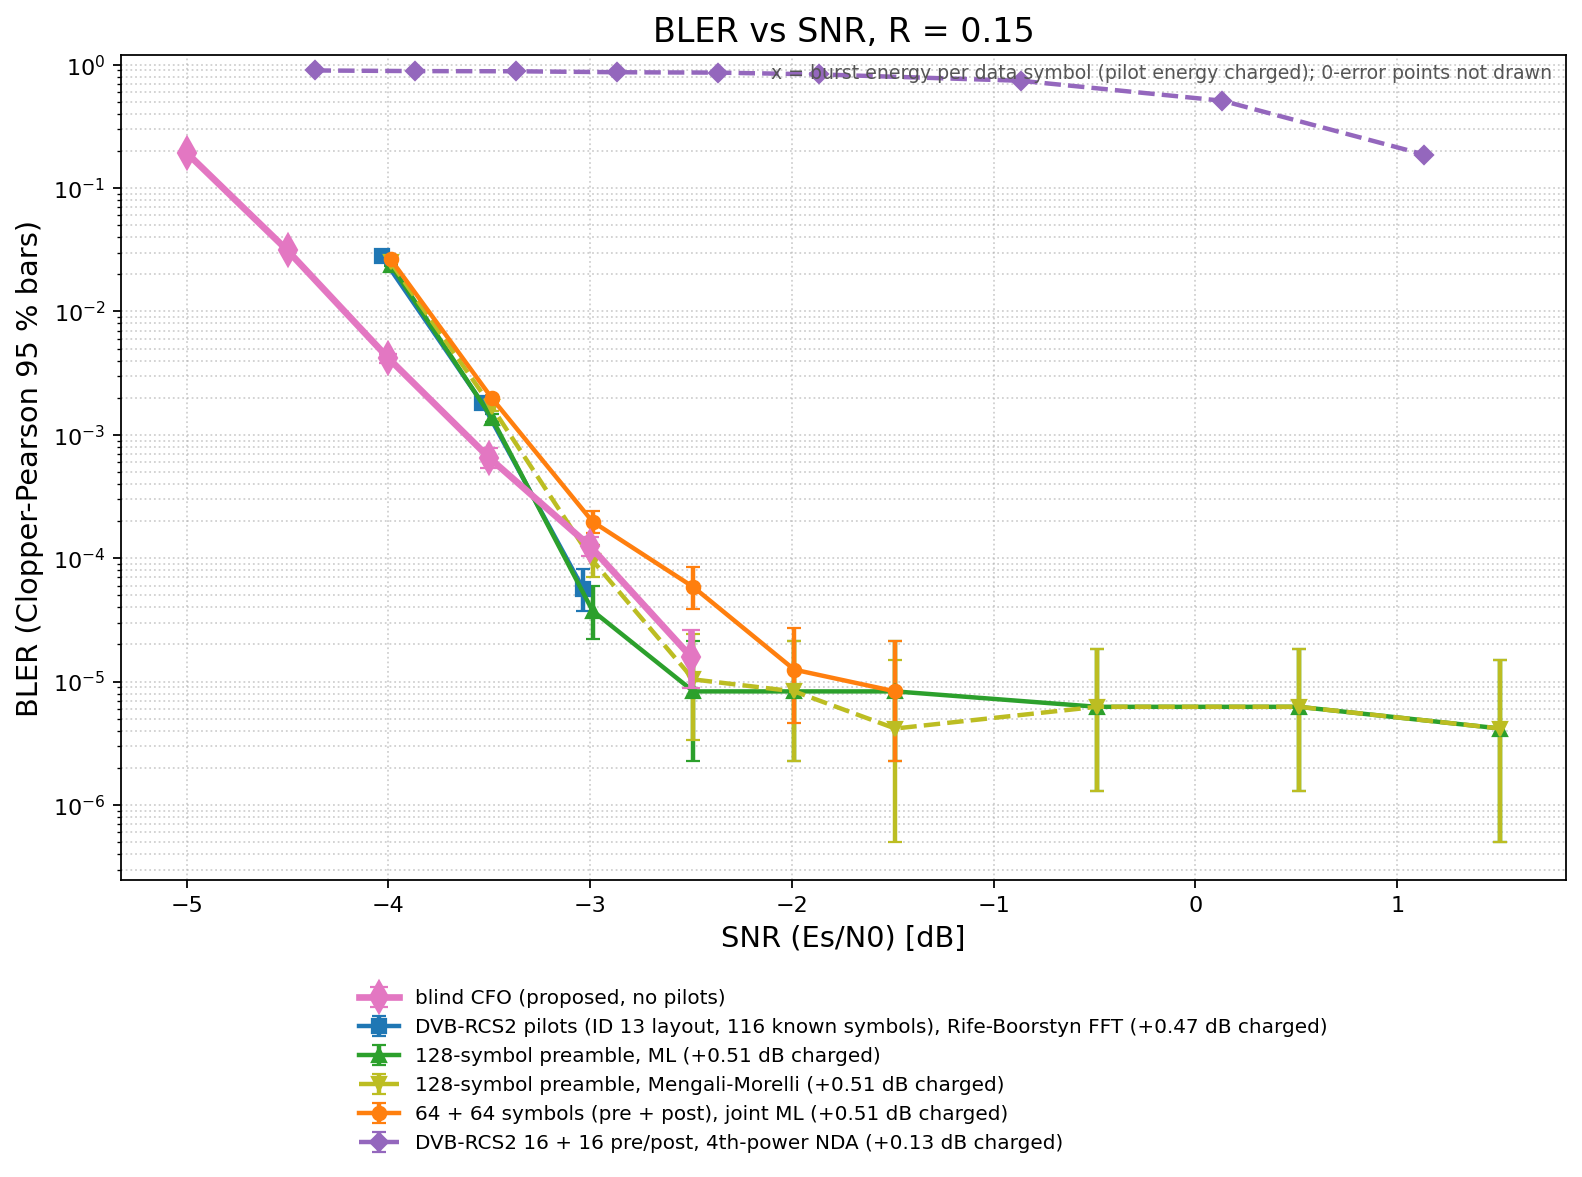 BLER vs SNR, R = 0.15
x = burst energy per data symbol (pilot energy charged); 0-error points not drawn
BLER (Clopper-Pearson 95 % bars)
10⁰
10⁻¹
10⁻²
10⁻³
10⁻⁴
10⁻⁵
10⁻⁶
−5 −4 −3 −2 −1 0 1
SNR (Es/N0) [dB]
blind CFO (proposed, no pilots)
DVB-RCS2 pilots (ID 13 layout, 116 known symbols), Rife-Boorstyn FFT (+0.47 dB charged)
128-symbol preamble, ML (+0.51 dB charged)
128-symbol preamble, Mengali-Morelli (+0.51 dB charged)
64 + 64 symbols (pre + post), joint ML (+0.51 dB charged)
DVB-RCS2 16 + 16 pre/post, 4th-power NDA (+0.13 dB charged)